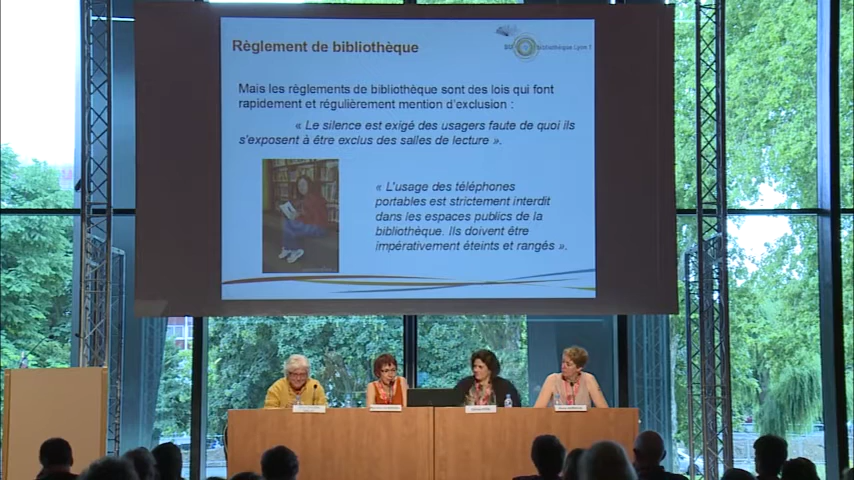 Règlement de bibliothèque
bibliothèque Lyon 1
Mais les règlements de bibliothèque sont des lois qui font
rapidement et régulièrement mention d'exclusion :
« Le silence est exigé des usagers faute de quoi ils
s'exposent à être exclus des salles de lecture ».
« L'usage des téléphones
portables est strictement interdit
dans les espaces publics de la
bibliothèque. Ils doivent être
impérativement éteints et rangés ».